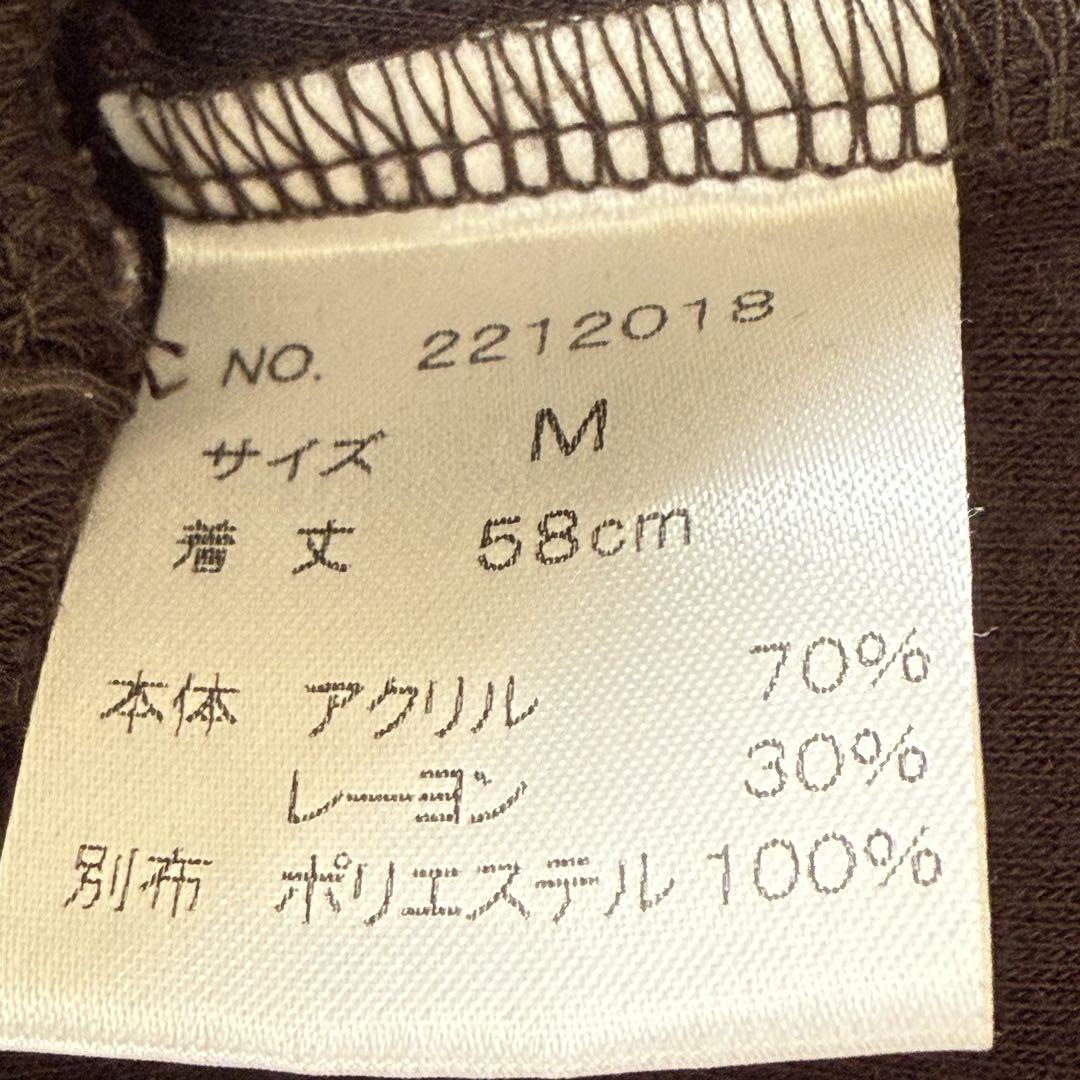 C NO. 2212018
サイズ M
着丈 58cm
本体 アクリル 70%
レーヨン 30%
別布 ポリエステル 100%